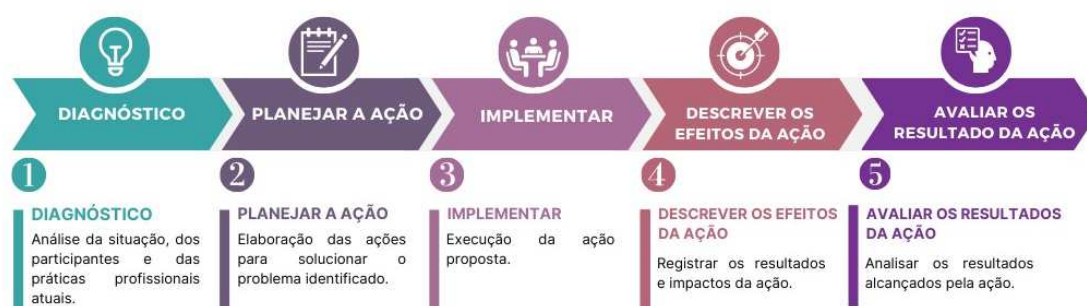 DIAGNÓSTICO
PLANEJAR A AÇÃO
IMPLEMENTAR
DESCREVER OS
EFEITOS DA AÇÃO
AVALIAR OS
RESULTADO DA AÇÃO
1
DIAGNÓSTICO
Análise da situação, dos
participantes e das
práticas profissionais
atuais.
2
PLANEJAR A AÇÃO
Elaboração das ações
para solucionar o
problema identificado.
3
IMPLEMENTAR
Execução da ação
proposta.
4
DESCREVER OS EFEITOS
DA AÇÃO
Registrar os resultados
e impactos da ação.
5
AVALIAR OS RESULTADOS
DA AÇÃO
Analisar os resultados
alcançados pela ação.